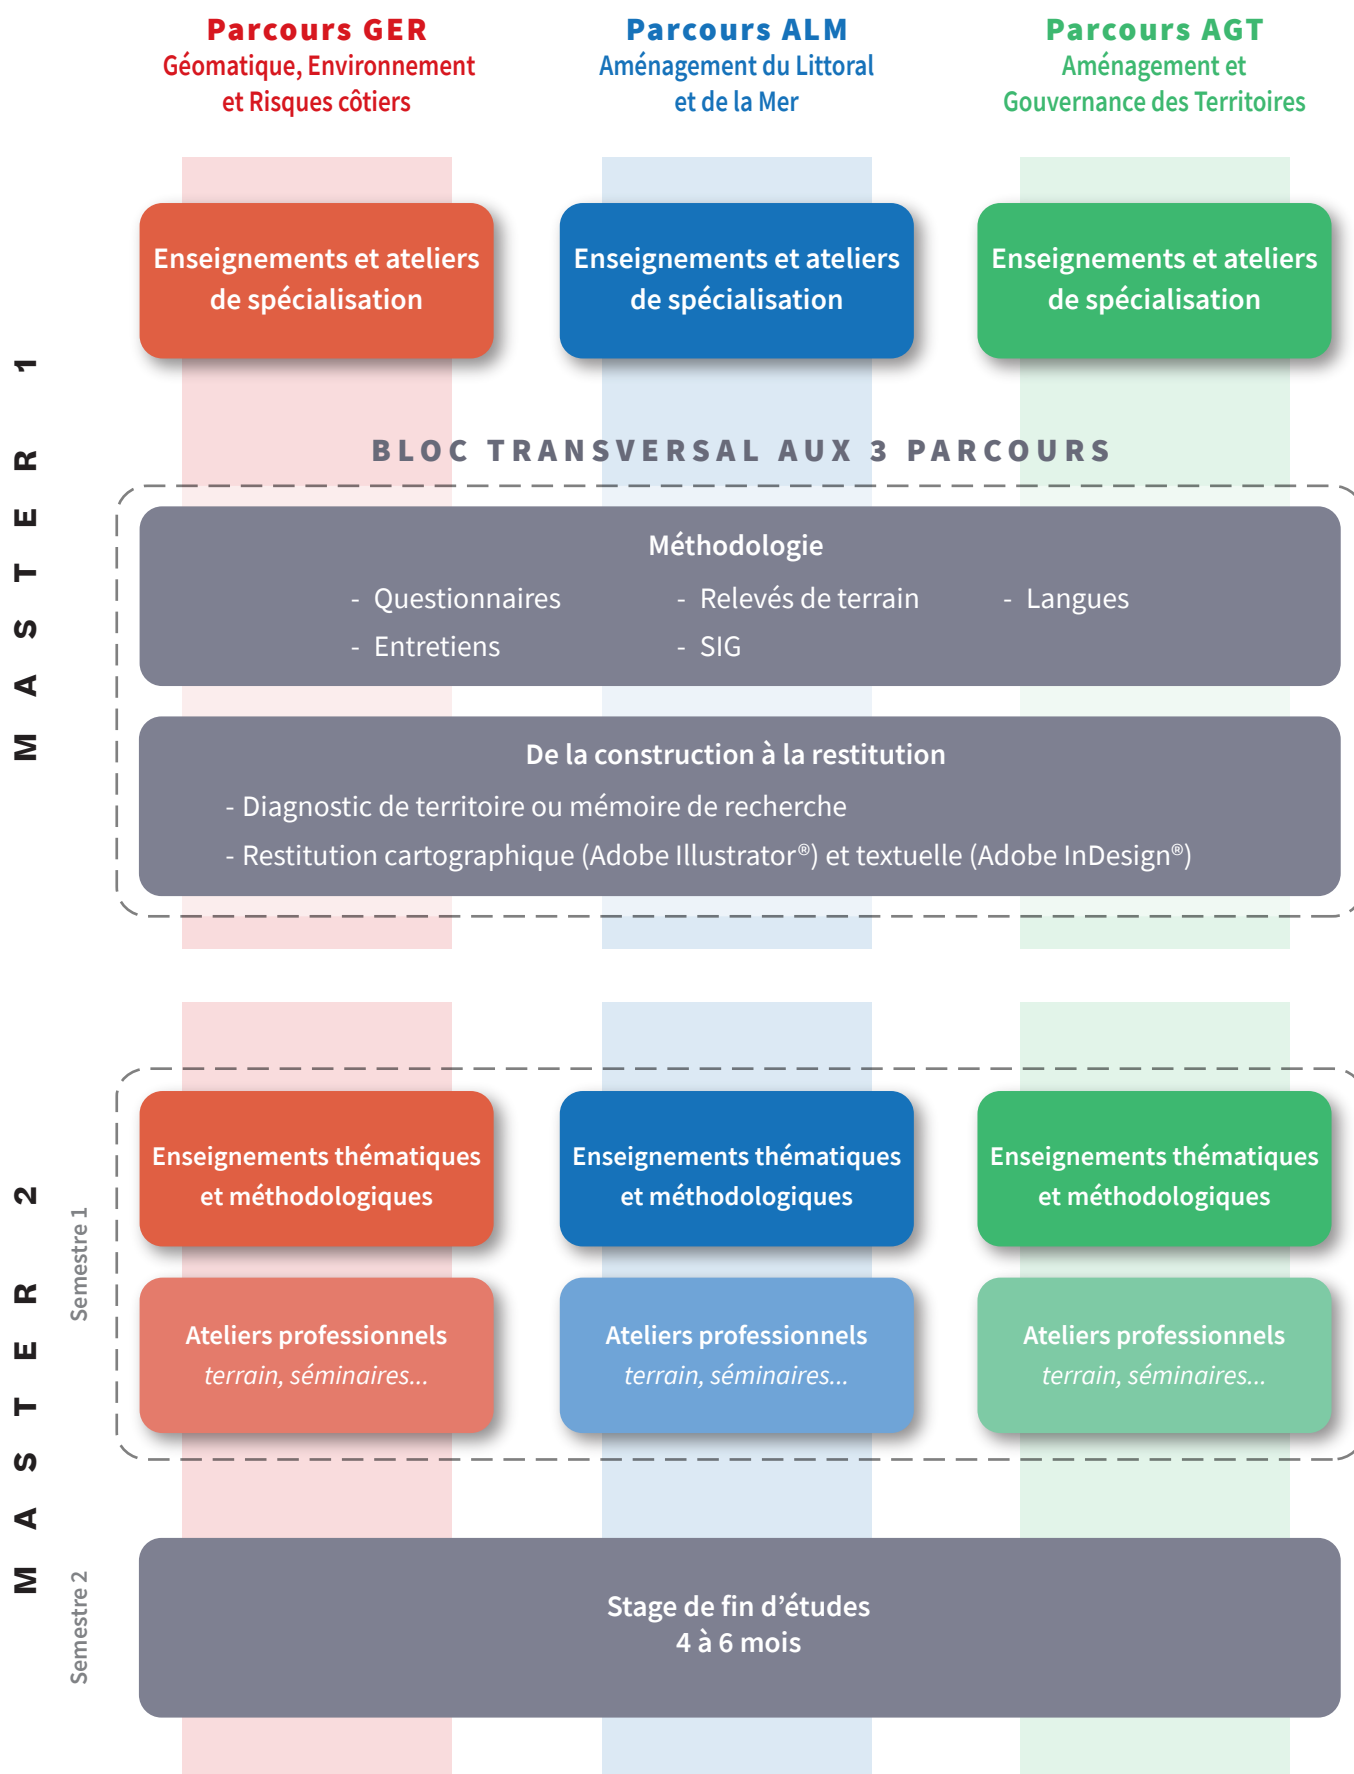 Parcours GER
Géomatique, Environnement
et Risques côtiers
Parcours ALM
Aménagement du Littoral
et de la Mer
Parcours AGT
Aménagement et
Gouvernance des Territoires
MASTER 1
Enseignements et ateliers
de spécialisation
Enseignements et ateliers
de spécialisation
Enseignements et ateliers
de spécialisation
BLOC TRANSVERSAL AUX 3 PARCOURS
Méthodologie
- Questionnaires
- Entretiens
- Relevés de terrain
- SIG
- Langues
De la construction à la restitution
- Diagnostic de territoire ou mémoire de recherche
- Restitution cartographique (Adobe Illustrator®) et textuelle (Adobe InDesign®)
MASTER 2
Semestre 1
Enseignements thématiques
et méthodologiques
Enseignements thématiques
et méthodologiques
Enseignements thématiques
et méthodologiques
Ateliers professionnels
terrain, séminaires...
Ateliers professionnels
terrain, séminaires...
Ateliers professionnels
terrain, séminaires...
Semestre 2
Stage de fin d’études
4 à 6 mois